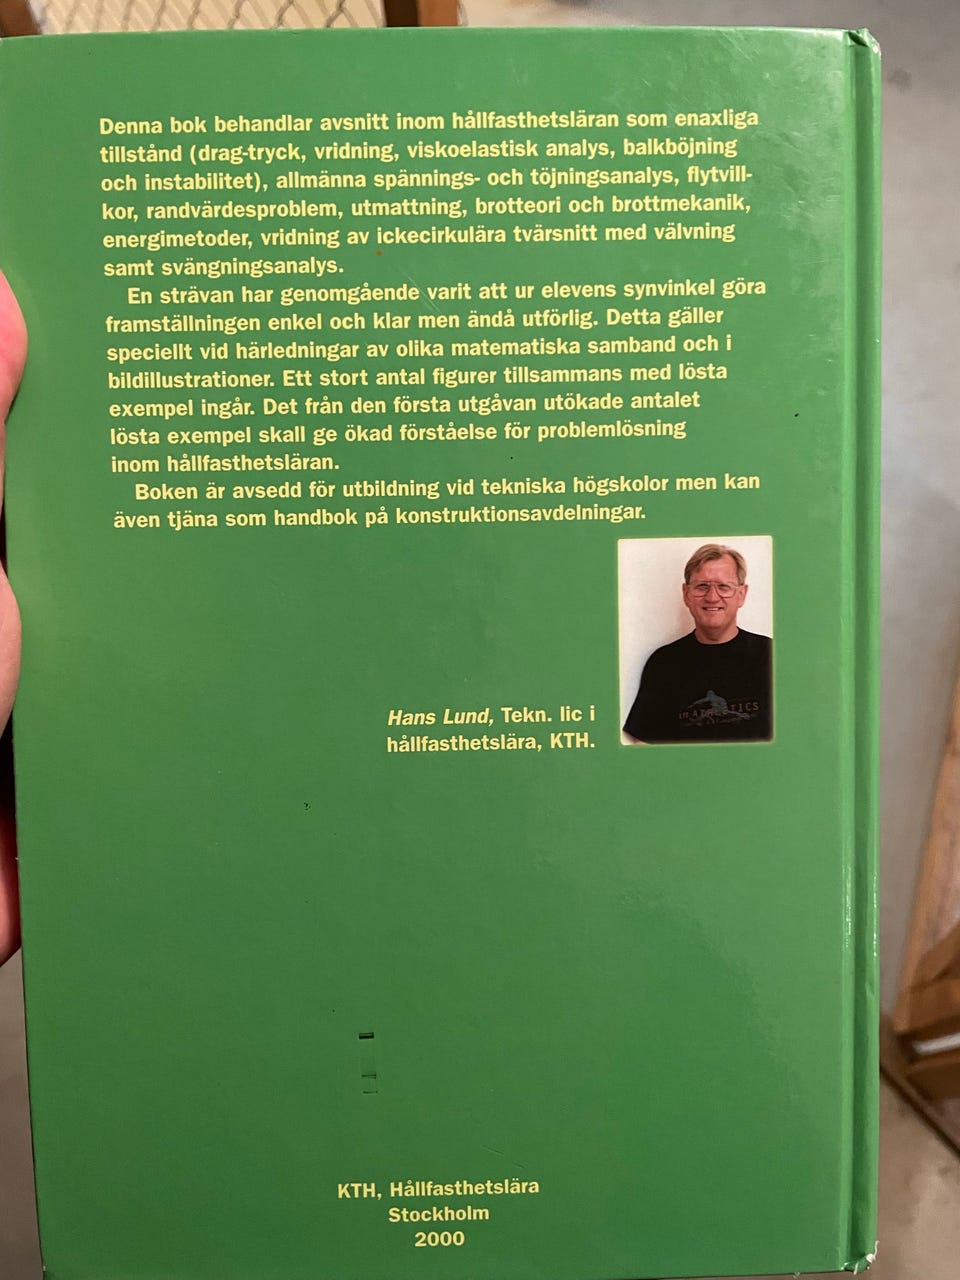 Denna bok behandlar avsnitt inom hållfasthetsläran som enaxliga
tillstånd (drag-tryck, vridning, viskoelastisk analys, balkböjning
och instabilitet), allmänna spännings- och töjningsanalys, flytvill-
kor, randvärdesproblem, utmattning, brotteori och brottmekanik,
energimetoder, vridning av ickecirkulära tvärsnitt med välvning
samt svängningsanalys.
En strävan har genomgående varit att ur elevens synvinkel göra
framställningen enkel och klar men ändå utförlig. Detta gäller
speciellt vid härledningar av olika matematiska samband och i
bildillustrationer. Ett stort antal figurer tillsammans med lösta
exempel ingår. Det från den första utgåvan utökade antalet
lösta exempel skall ge ökad förståelse för problemlösning
inom hållfasthetsläran.
Boken är avsedd för utbildning vid tekniska högskolor men kan
även tjäna som handbok på konstruktionsavdelningar.
Hans Lund, Tekn. lic i
hållfasthetslära, KTH.
KTH, Hållfasthetslära
Stockholm
2000